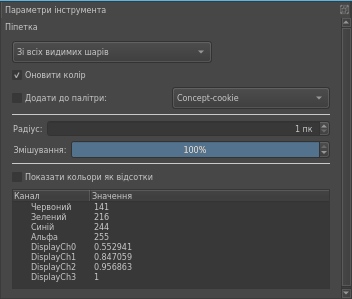 Параметри інструмента
Піпетка
Зі всіх видимих шарів
Оновити колір
Додати до палітри: Concept-cookie
Радіус: 1 пк
Змішування: 100%
Показати кольори як відсотки
Канал Значення
Червоний 141
Зелений 216
Синій 244
Альфа 255
DisplayCh0 0.552941
DisplayCh1 0.847059
DisplayCh2 0.956863
DisplayCh3 1